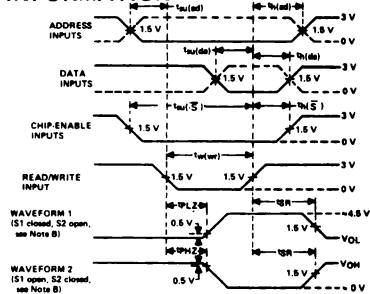 ADDRESS INPUTS
tsu(ad)
th(ad)
3 V
1.5 V
1.5 V
0 V
DATA INPUTS
tsu(da)
th(da)
3 V
1.5 V
1.5 V
0 V
CHIP-ENABLE INPUTS
tsu(S̅)
th(S̅)
3 V
1.5 V
1.5 V
0 V
READ/WRITE INPUT
tw(wr)
3 V
1.5 V
1.5 V
0 V
WAVEFORM 1
(S1 closed, S2 open,
see Note B)
tPLZ
tSR
≈4.5 V
0.5 V
1.5 V
VOL
WAVEFORM 2
(S1 open, S2 closed,
see Note B)
tPHZ
tSR
VOH
0.5 V
1.5 V
0 V